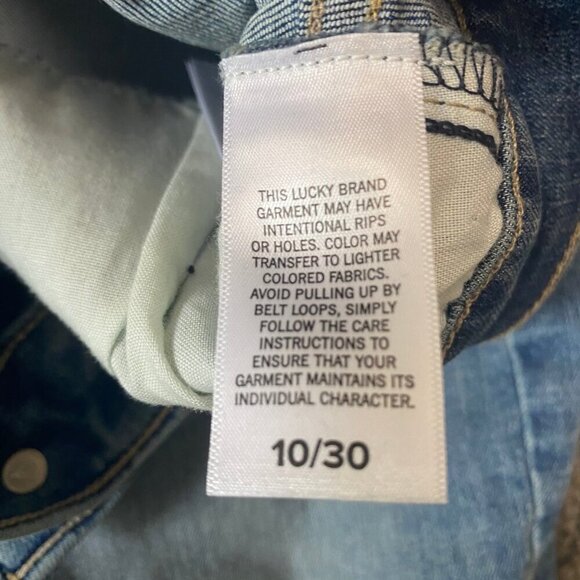 THIS LUCKY BRAND
GARMENT MAY HAVE
INTENTIONAL RIPS
OR HOLES. COLOR MAY
TRANSFER TO LIGHTER
COLORED FABRICS.
AVOID PULLING UP BY
BELT LOOPS, SIMPLY
FOLLOW THE CARE
INSTRUCTIONS TO
ENSURE THAT YOUR
GARMENT MAINTAINS ITS
INDIVIDUAL CHARACTER.
10/30